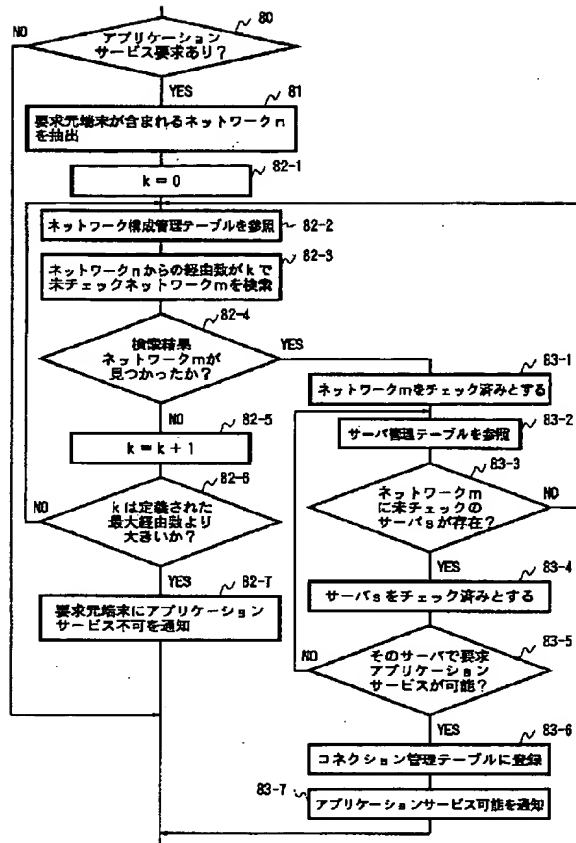 80
NO
アプリケーション
サービス要求あり?
YES
81
要求元端末が含まれるネットワークn
を抽出
82-1
k=0
ネットワーク構成管理テーブルを参照
82-2
82-3
ネットワークnからの経由数がkで
未チェックネットワークmを検索
82-4
検索結果
ネットワークmが
見つかったか?
YES
NO
82-5
k=k+1
82-6
NO
kは定義された
最大経由数より
大きいか?
YES
82-7
要求元端末にアプリケーション
サービス不可を通知
83-1
ネットワークmをチェック済みとする
83-2
サーバ管理テーブルを参照
83-3
ネットワークm
に未チェックの
サーバsが存在?
NO
YES
83-4
サーバsをチェック済みとする
83-5
NO
そのサーバで要求
アプリケーション
サービスが可能?
YES
83-6
コネクション管理テーブルに登録
83-7
アプリケーションサービス可能を通知